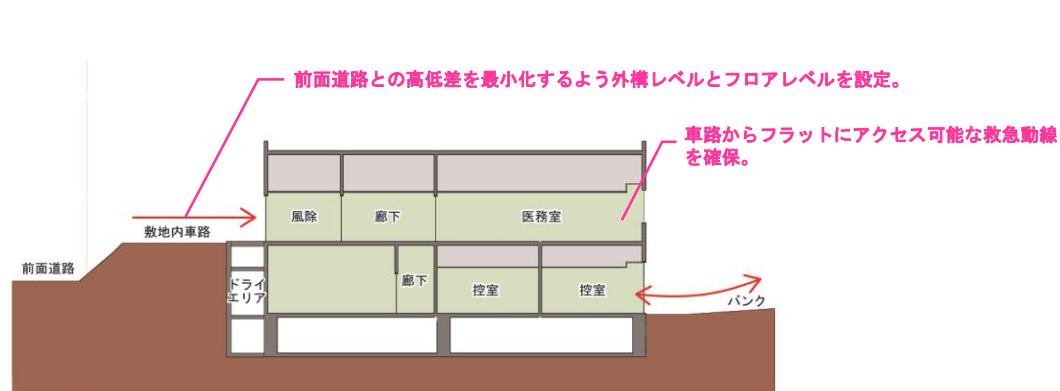 前面道路との高低差を最小化するよう外構レベルとフロアレベルを設定。
車路からフラットにアクセス可能な救急動線
を確保。
風除
廊下
医務室
敷地内車路
前面道路
ドライ
エリア
廊下
控室
控室
バンク